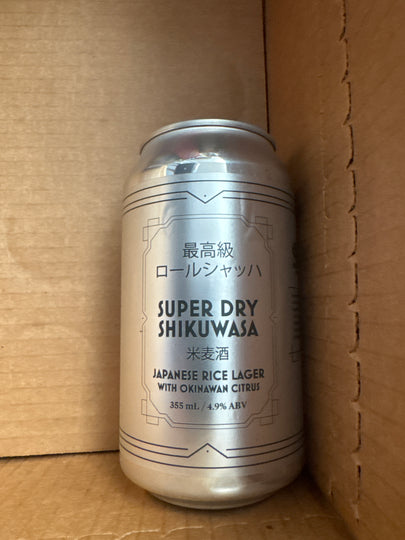 最高級
ロールシャッハ
SUPER DRY
SHIKUWASA
米麦酒
JAPANESE RICE LAGER
WITH OKINAWAN CITRUS
355 mL / 4.9% ABV